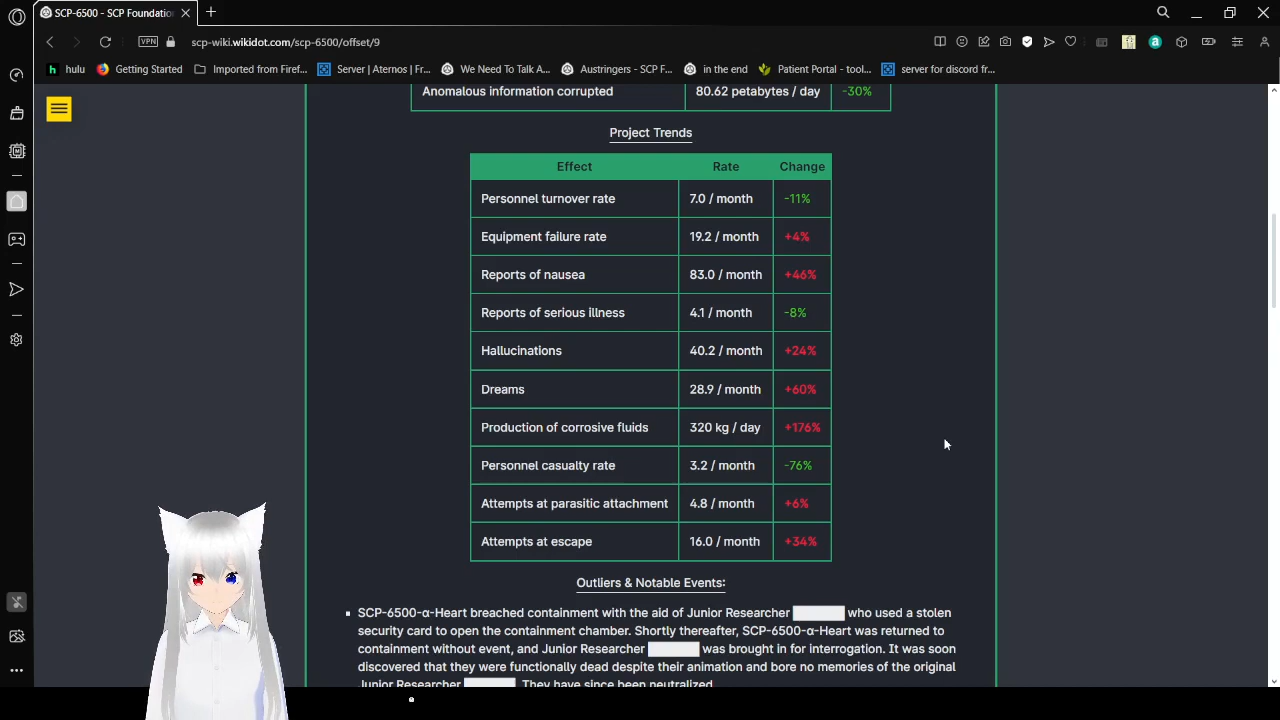 SCP-6500 - SCP Foundatio
VPN
scp-wiki.wikidot.com/scp-6500/offset/9
hulu
Getting Started
Imported from Firef...
Server | Aternos | Fr...
We Need To Talk A...
Austringers - SCP F...
in the end
Patient Portal - tool...
server for discord fr...
Anomalous information corrupted 80.62 petabytes / day -30%
Project Trends
Effect Rate Change
Personnel turnover rate 7.0 / month -11%
Equipment failure rate 19.2 / month +4%
Reports of nausea 83.0 / month +46%
Reports of serious illness 4.1 / month -8%
Hallucinations 40.2 / month +24%
Dreams 28.9 / month +60%
Production of corrosive fluids 320 kg / day +176%
Personnel casualty rate 3.2 / month -76%
Attempts at parasitic attachment 4.8 / month +6%
Attempts at escape 16.0 / month +34%
Outliers & Notable Events:
SCP-6500-α-Heart breached containment with the aid of Junior Researcher who used a stolen
security card to open the containment chamber. Shortly thereafter, SCP-6500-α-Heart was returned to
containment without event, and Junior Researcher was brought in for interrogation. It was soon
discovered that they were functionally dead despite their animation and bore no memories of the original
Junior Researcher . They have since been neutralized.